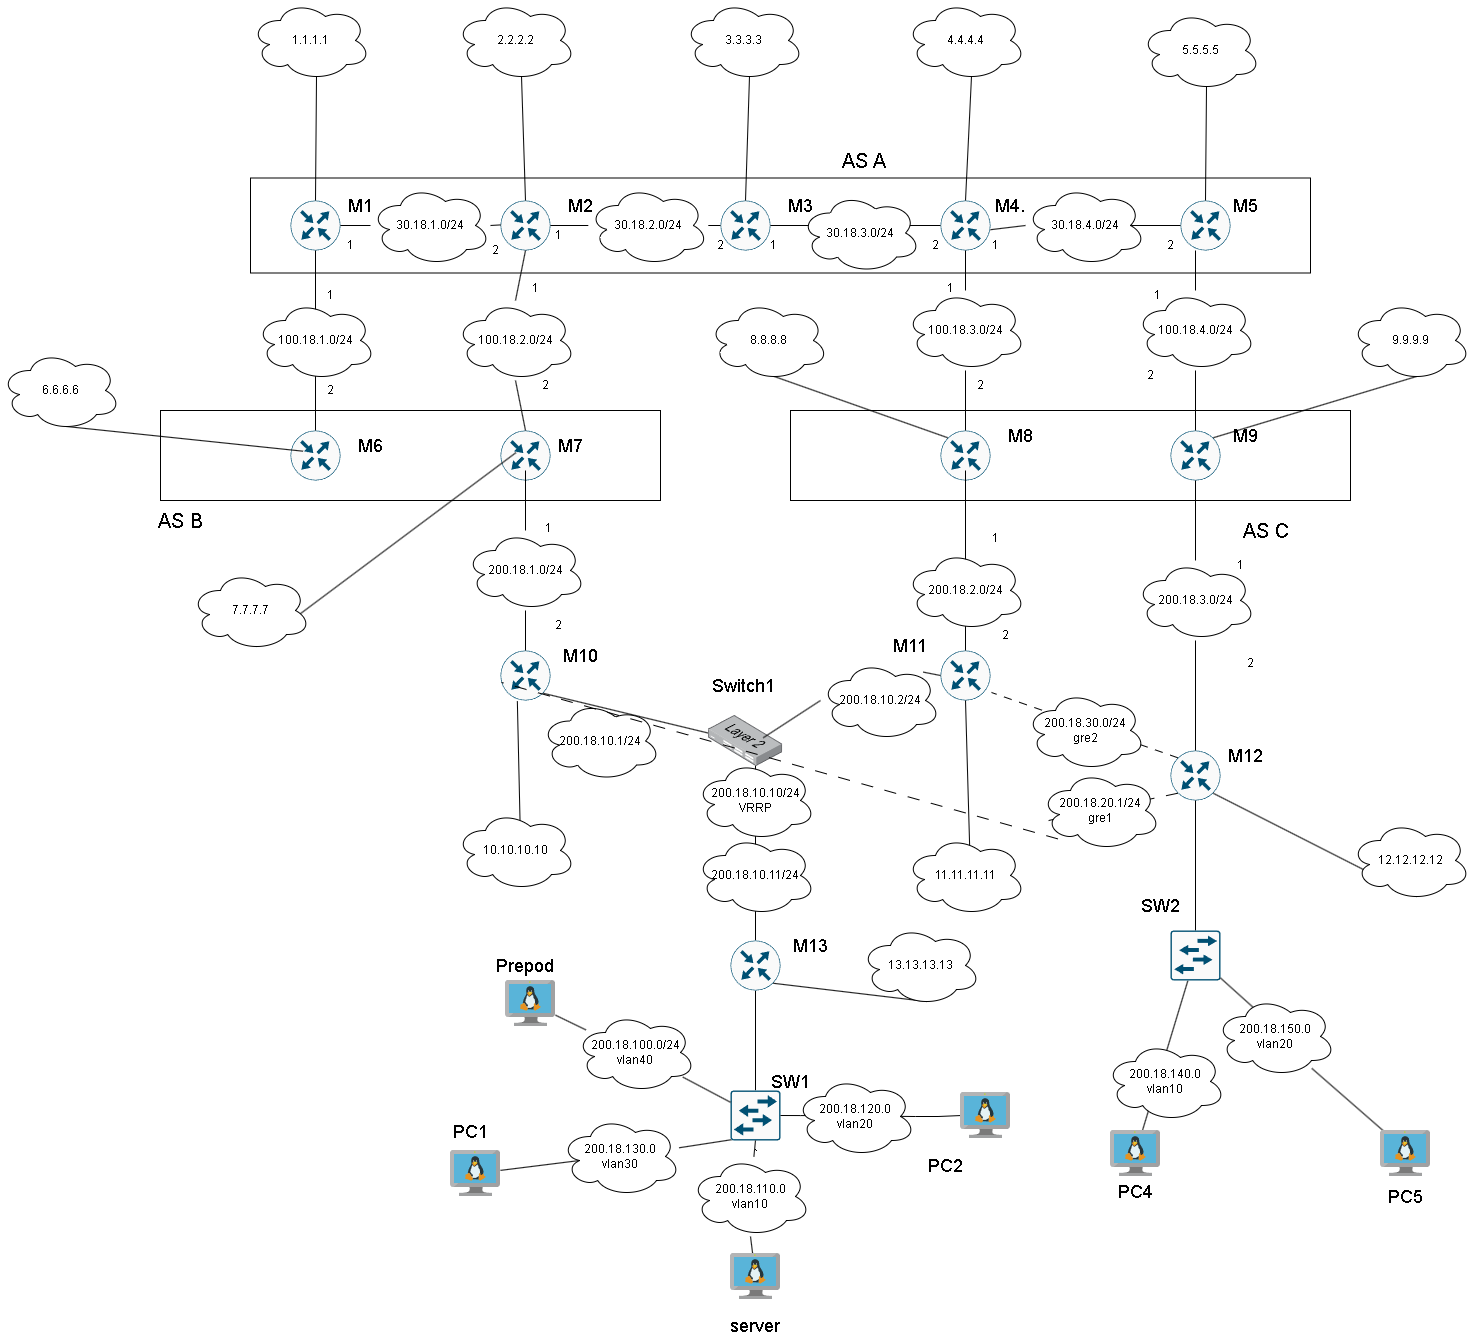 1.1.1.1
2.2.2.2
3.3.3.3
4.4.4.4
5.5.5.5
AS A
M1
30.18.1.0/24
M2
30.18.2.0/24
M3
30.18.3.0/24
M4.
30.18.4.0/24
M5
1
2
1
2
1
2
1
2
1
1
1
1
100.18.1.0/24
100.18.2.0/24
8.8.8.8
100.18.3.0/24
100.18.4.0/24
9.9.9.9
6.6.6.6
2
2
2
2
M6
M7
M8
M9
AS B
AS C
1
1
1
200.18.1.0/24
200.18.2.0/24
200.18.3.0/24
7.7.7.7
2
2
2
M10
M11
Switch1
200.18.10.2/24
Layer 2
200.18.10.1/24
200.18.30.0/24
gre2
M12
200.18.10.10/24
VRRP
200.18.20.1/24
gre1
10.10.10.10
200.18.10.11/24
11.11.11.11
12.12.12.12
SW2
M13
13.13.13.13
Prepod
200.18.100.0/24
vlan40
200.18.150.0
vlan20
200.18.140.0
vlan10
SW1
200.18.120.0
vlan20
PC1
200.18.130.0
vlan30
PC2
200.18.110.0
vlan10
PC4
PC5
server